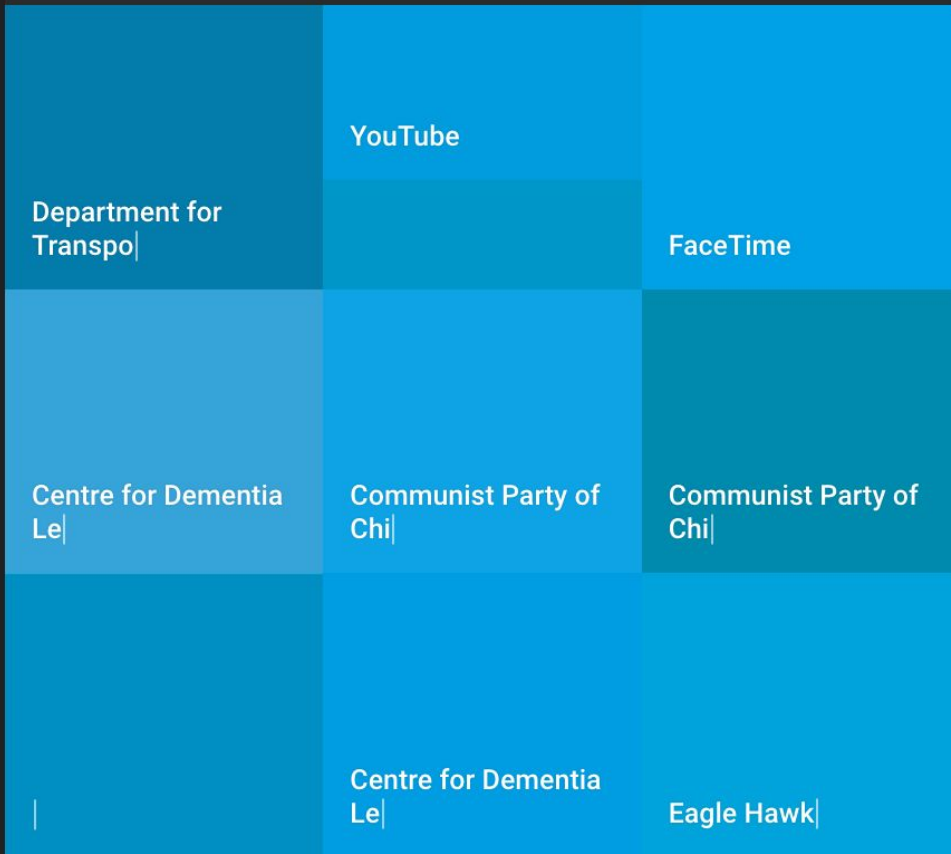 YouTube
Department for
Transpo
FaceTime
Centre for Dementia
Le
Communist Party of
Chi
Communist Party of
Chi
Centre for Dementia
Le
Eagle Hawk